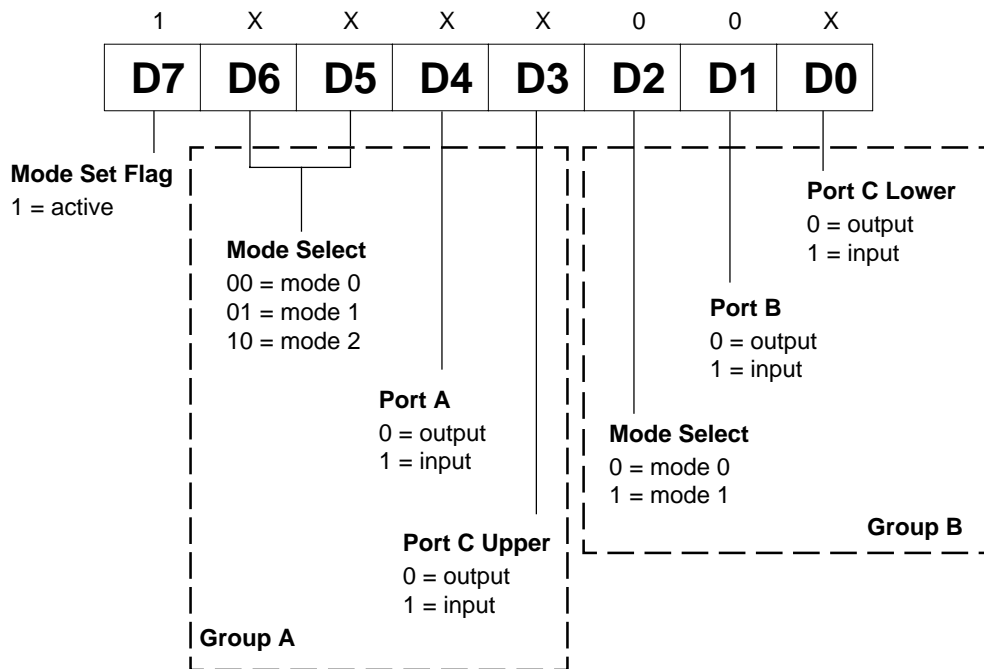 1 X X X X 0 0 X
D7 D6 D5 D4 D3 D2 D1 D0
Mode Set Flag
1 = active
Mode Select
00 = mode 0
01 = mode 1
10 = mode 2
Port A
0 = output
1 = input
Port C Upper
0 = output
1 = input
Group A
Port C Lower
0 = output
1 = input
Port B
0 = output
1 = input
Mode Select
0 = mode 0
1 = mode 1
Group B